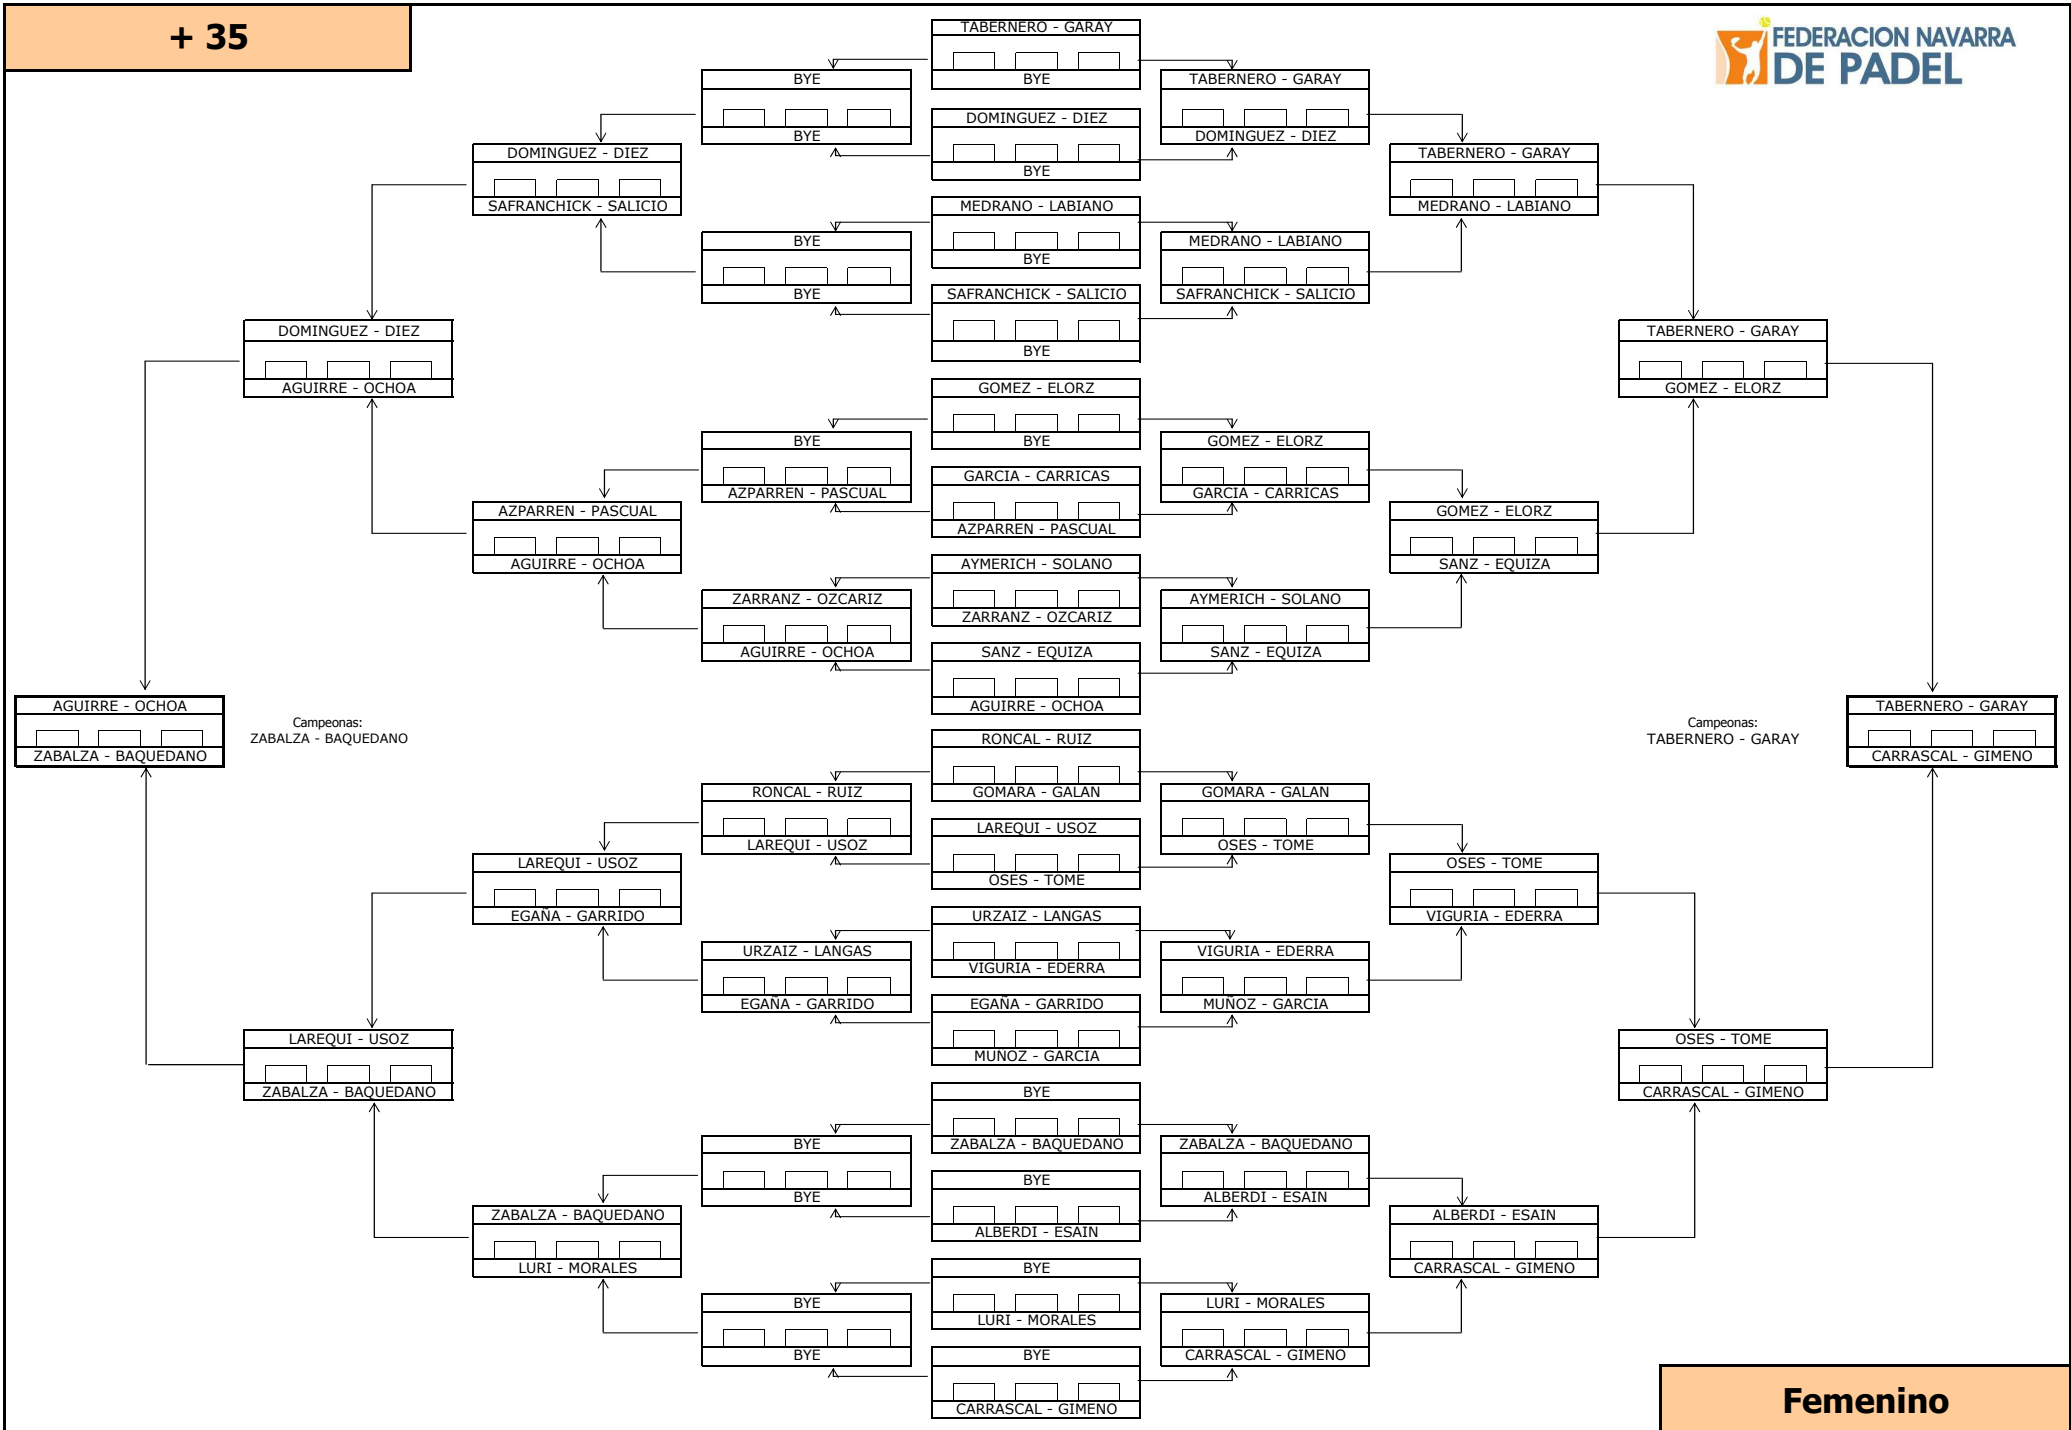 + 35
FEDERACION NAVARRA
DE PADEL
TABERNERO - GARAY
BYE
DOMINGUEZ - DIEZ
BYE
MEDRANO - LABIANO
BYE
SAFRANCHICK - SALICIO
BYE
GOMEZ - ELORZ
BYE
GARCIA - CARRICAS
AZPARREN - PASCUAL
AYMERICH - SOLANO
ZARRANZ - OZCARIZ
SANZ - EQUIZA
AGUIRRE - OCHOA
RONCAL - RUIZ
GOMARA - GALAN
LAREQUI - USOZ
OSES - TOME
URZAIZ - LANGAS
VIGURIA - EDERRA
EGAÑA - GARRIDO
MUÑOZ - GARCIA
BYE
ZABALZA - BAQUEDANO
BYE
ALBERDI - ESAIN
BYE
LURI - MORALES
BYE
CARRASCAL - GIMENO
BYE
BYE
BYE
BYE
BYE
AZPARREN - PASCUAL
ZARRANZ - OZCARIZ
AGUIRRE - OCHOA
RONCAL - RUIZ
LAREQUI - USOZ
URZAIZ - LANGAS
EGAÑA - GARRIDO
BYE
BYE
BYE
BYE
DOMINGUEZ - DIEZ
SAFRANCHICK - SALICIO
AZPARREN - PASCUAL
AGUIRRE - OCHOA
LAREQUI - USOZ
EGAÑA - GARRIDO
ZABALZA - BAQUEDANO
LURI - MORALES
DOMINGUEZ - DIEZ
AGUIRRE - OCHOA
LAREQUI - USOZ
ZABALZA - BAQUEDANO
AGUIRRE - OCHOA
ZABALZA - BAQUEDANO
Campeonas:
ZABALZA - BAQUEDANO
TABERNERO - GARAY
DOMINGUEZ - DIEZ
MEDRANO - LABIANO
SAFRANCHICK - SALICIO
GOMEZ - ELORZ
GARCIA - CARRICAS
AYMERICH - SOLANO
SANZ - EQUIZA
GOMARA - GALAN
OSES - TOME
VIGURIA - EDERRA
MUÑOZ - GARCIA
ZABALZA - BAQUEDANO
ALBERDI - ESAIN
LURI - MORALES
CARRASCAL - GIMENO
TABERNERO - GARAY
MEDRANO - LABIANO
GOMEZ - ELORZ
SANZ - EQUIZA
OSES - TOME
VIGURIA - EDERRA
ALBERDI - ESAIN
CARRASCAL - GIMENO
TABERNERO - GARAY
GOMEZ - ELORZ
OSES - TOME
CARRASCAL - GIMENO
Campeonas:
TABERNERO - GARAY
TABERNERO - GARAY
CARRASCAL - GIMENO
Femenino